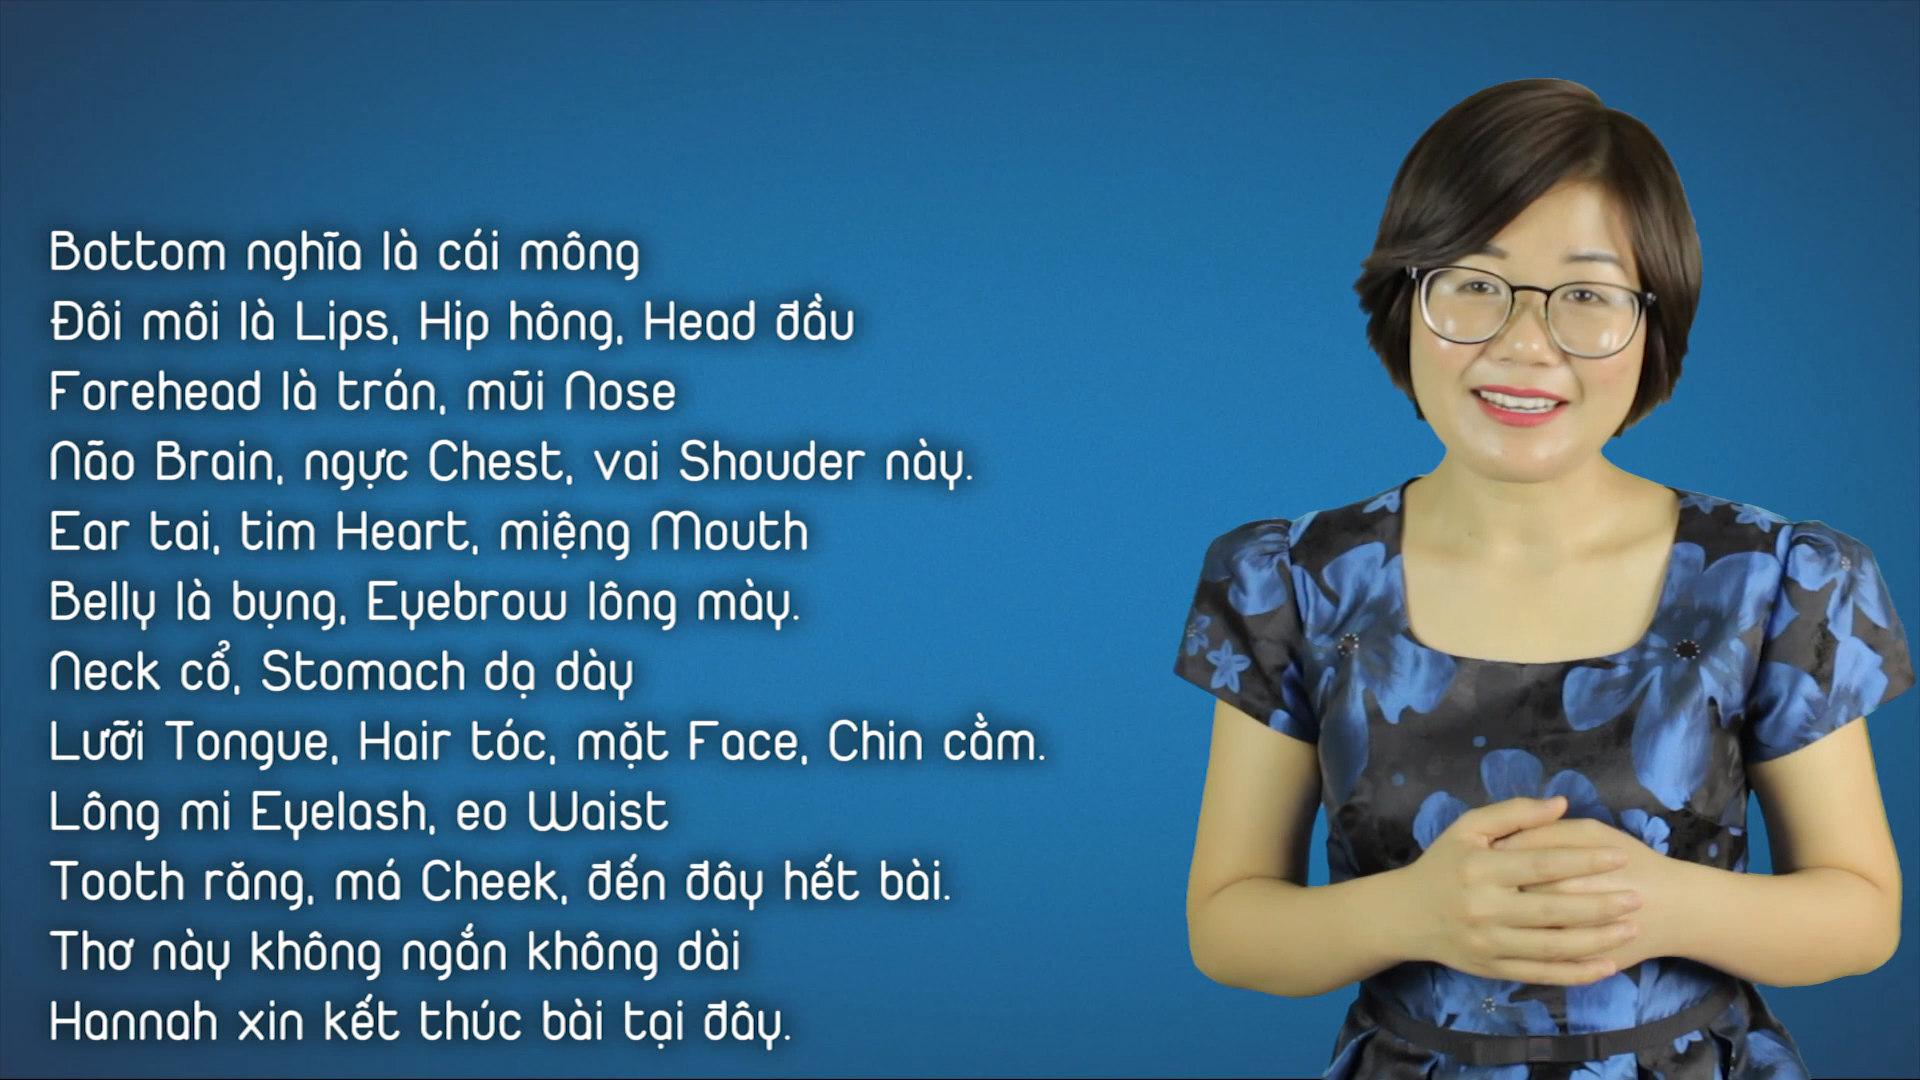 Bottom nghĩa là cái mông
Đôi môi là Lips, Hip hông, Head đầu
Forehead là trán, mũi Nose
Não Brain, ngực Chest, vai Shouder này.
Ear tai, tim Heart, miệng Mouth
Belly là bụng, Eyebrow lông mày.
Neck cổ, Stomach dạ dày
Lưỡi Tongue, Hair tóc, mặt Face, Chin cằm.
Lông mi Eyelash, eo Waist
Tooth răng, má Cheek, đến đây hết bài.
Thơ này không ngắn không dài
Hannah xin kết thúc bài tại đây.